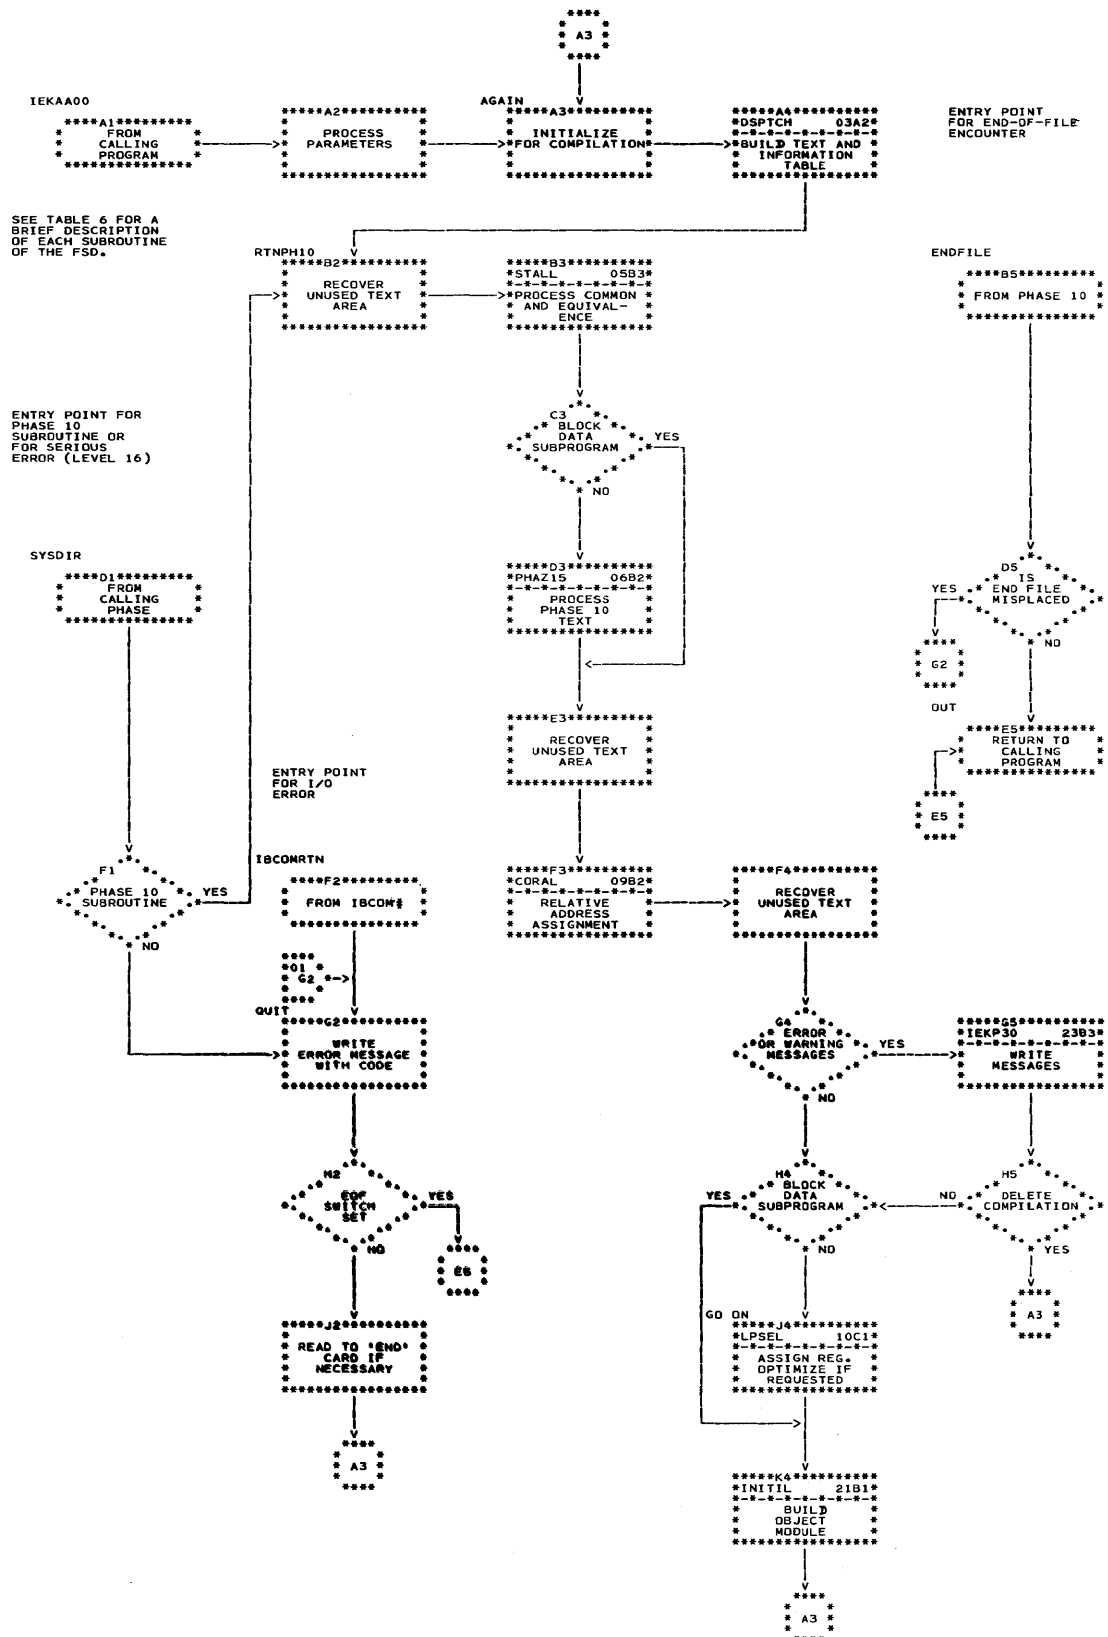 A3
IEKAA00
A1
FROM
CALLING
PROGRAM
A2
PROCESS
PARAMETERS
AGAIN
A3
INITIALIZE
FOR COMPILATION
A4
DSPTCH 03A2
BUILD TEXT AND
INFORMATION
TABLE
ENTRY POINT
FOR END-OF-FILE
ENCOUNTER
SEE TABLE 6 FOR A
BRIEF DESCRIPTION
OF EACH SUBROUTINE
OF THE FSD.
RTNPH10
B2
RECOVER
UNUSED TEXT
AREA
B3
STALL 05B3
PROCESS COMMON
AND EQUIVAL-
ENCE
ENDFILE
B5
FROM PHASE 10
ENTRY POINT FOR
PHASE 10
SUBROUTINE OR
FOR SERIOUS
ERROR (LEVEL 16)
C3
BLOCK
DATA
SUBPROGRAM
YES
NO
SYSDIR
D1
FROM
CALLING
PHASE
D3
PHAZ15 06B2
PROCESS
PHASE 10
TEXT
D5
IS
END FILE
MISPLACED
YES
NO
G2
OUT
E3
RECOVER
UNUSED TEXT
AREA
E5
RETURN TO
CALLING
PROGRAM
E5
ENTRY POINT
FOR I/O
ERROR
F1
PHASE 10
SUBROUTINE
YES
NO
IBCOMRTN
F2
FROM IBCOM#
F3
CORAL 09B2
RELATIVE
ADDRESS
ASSIGNMENT
F4
RECOVER
UNUSED TEXT
AREA
01
G2
QUIT
G2
WRITE
ERROR MESSAGE
WITH CODE
G4
ERROR
OR WARNING
MESSAGES
YES
NO
G5
IEKP30 23B3
WRITE
MESSAGES
H2
EOF
SWITCH
SET
YES
NO
E5
H4
BLOCK
DATA
SUBPROGRAM
YES
NO
H5
DELETE
COMPILATION
NO
YES
A3
J2
READ TO 'END'
CARD IF
NECESSARY
A3
GO ON
J4
LPSEL 10C1
ASSIGN REG.
OPTIMIZE IF
REQUESTED
K4
INITIL 21B1
BUILD
OBJECT
MODULE
A3